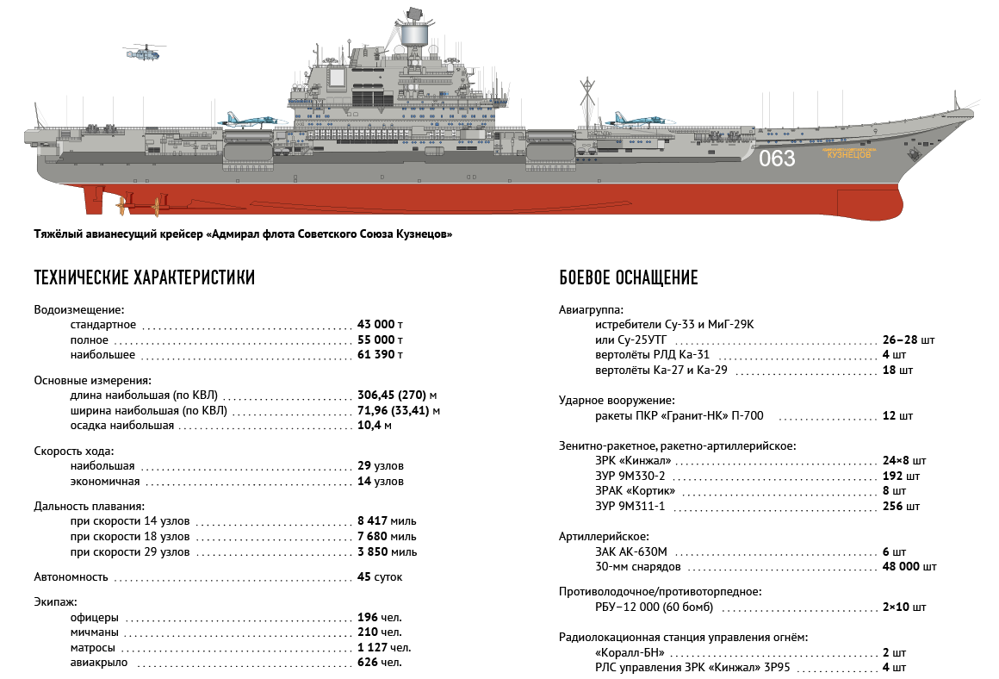 063
АДМИРАЛ ФЛОТА СОВЕТСКОГО СОЮЗА
КУЗНЕЦОВ
Тяжёлый авианесущий крейсер «Адмирал флота Советского Союза Кузнецов»
ТЕХНИЧЕСКИЕ ХАРАКТЕРИСТИКИ
Водоизмещение:
стандартное 43 000 т
полное 55 000 т
наибольшее 61 390 т
Основные измерения:
длина наибольшая (по КВЛ) 306,45 (270) м
ширина наибольшая (по КВЛ) 71,96 (33,41) м
осадка наибольшая 10,4 м
Скорость хода:
наибольшая 29 узлов
экономичная 14 узлов
Дальность плавания:
при скорости 14 узлов 8 417 миль
при скорости 18 узлов 7 680 миль
при скорости 29 узлов 3 850 миль
Автономность 45 суток
Экипаж:
офицеры 196 чел.
мичманы 210 чел.
матросы 1 127 чел.
авиакрыло 626 чел.
БОЕВОЕ ОСНАЩЕНИЕ
Авиагруппа:
истребители Су-33 и МиГ-29К
или Су-25УТГ 26–28 шт
вертолёты РЛД Ка-31 4 шт
вертолёты Ка-27 и Ка-29 18 шт
Ударное вооружение:
ракеты ПКР «Гранит-НК» П-700 12 шт
Зенитно-ракетное, ракетно-артиллерийское:
ЗРК «Кинжал» 24×8 шт
ЗУР 9М330-2 192 шт
ЗРАК «Кортик» 8 шт
ЗУР 9М311-1 256 шт
Артиллерийское:
ЗАК АК-630М 6 шт
30-мм снарядов 48 000 шт
Противолодочное/противоторпедное:
РБУ–12 000 (60 бомб) 2×10 шт
Радиолокационная станция управления огнём:
«Коралл-БН» 2 шт
РЛС управления ЗРК «Кинжал» 3Р95 4 шт